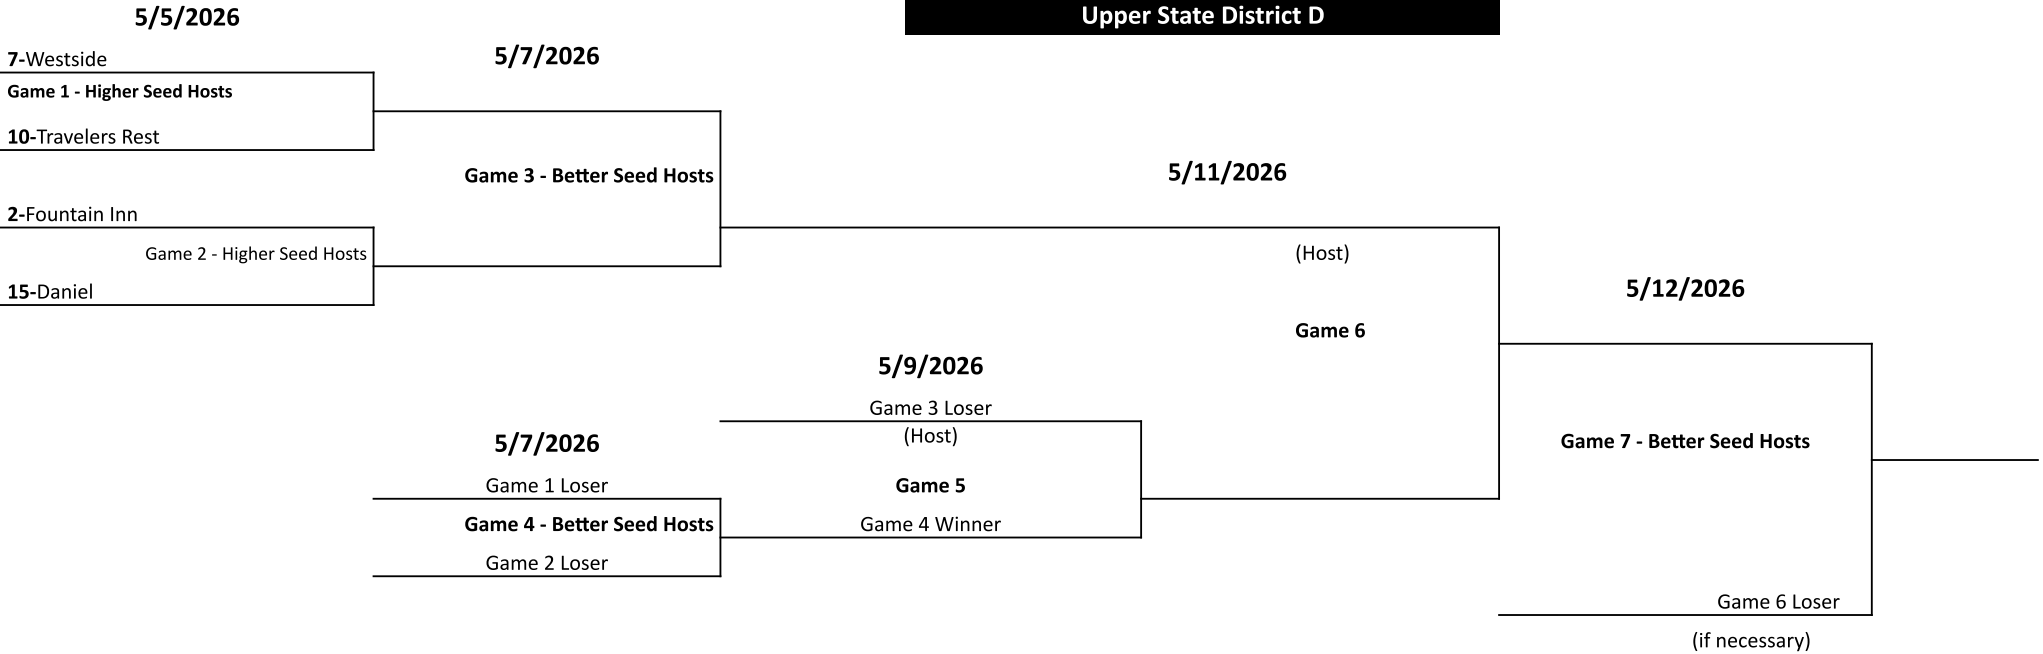 5/5/2026
Upper State District D
7-Westside
5/7/2026
Game 1 - Higher Seed Hosts
10-Travelers Rest
Game 3 - Better Seed Hosts
5/11/2026
2-Fountain Inn
Game 2 - Higher Seed Hosts
(Host)
15-Daniel
5/12/2026
Game 6
5/9/2026
Game 3 Loser
(Host)
5/7/2026
Game 7 - Better Seed Hosts
Game 1 Loser
Game 5
Game 4 - Better Seed Hosts
Game 4 Winner
Game 2 Loser
Game 6 Loser
(if necessary)